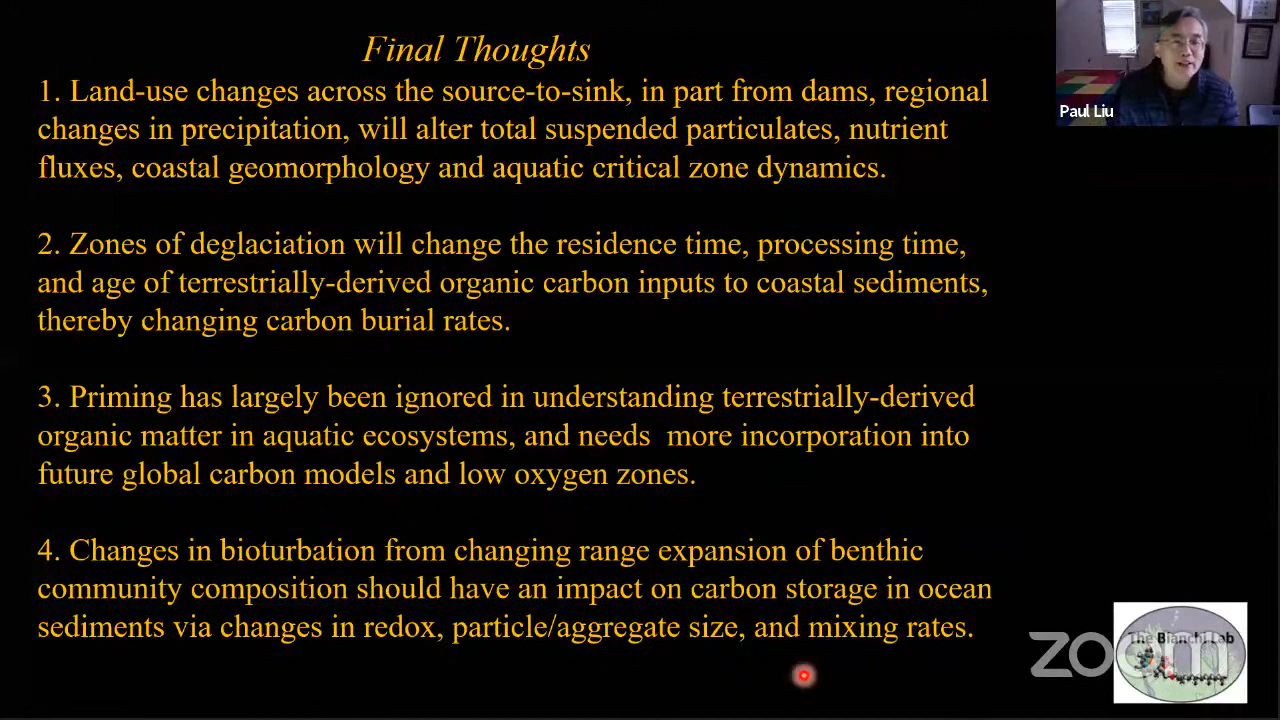 Final Thoughts
1. Land-use changes across the source-to-sink, in part from dams, regional
changes in precipitation, will alter total suspended particulates, nutrient
fluxes, coastal geomorphology and aquatic critical zone dynamics.
2. Zones of deglaciation will change the residence time, processing time,
and age of terrestrially-derived organic carbon inputs to coastal sediments,
thereby changing carbon burial rates.
3. Priming has largely been ignored in understanding terrestrially-derived
organic matter in aquatic ecosystems, and needs  more incorporation into
future global carbon models and low oxygen zones.
4. Changes in bioturbation from changing range expansion of benthic
community composition should have an impact on carbon storage in ocean
sediments via changes in redox, particle/aggregate size, and mixing rates.
Paul Liu
The Bianchi Lab
zoom